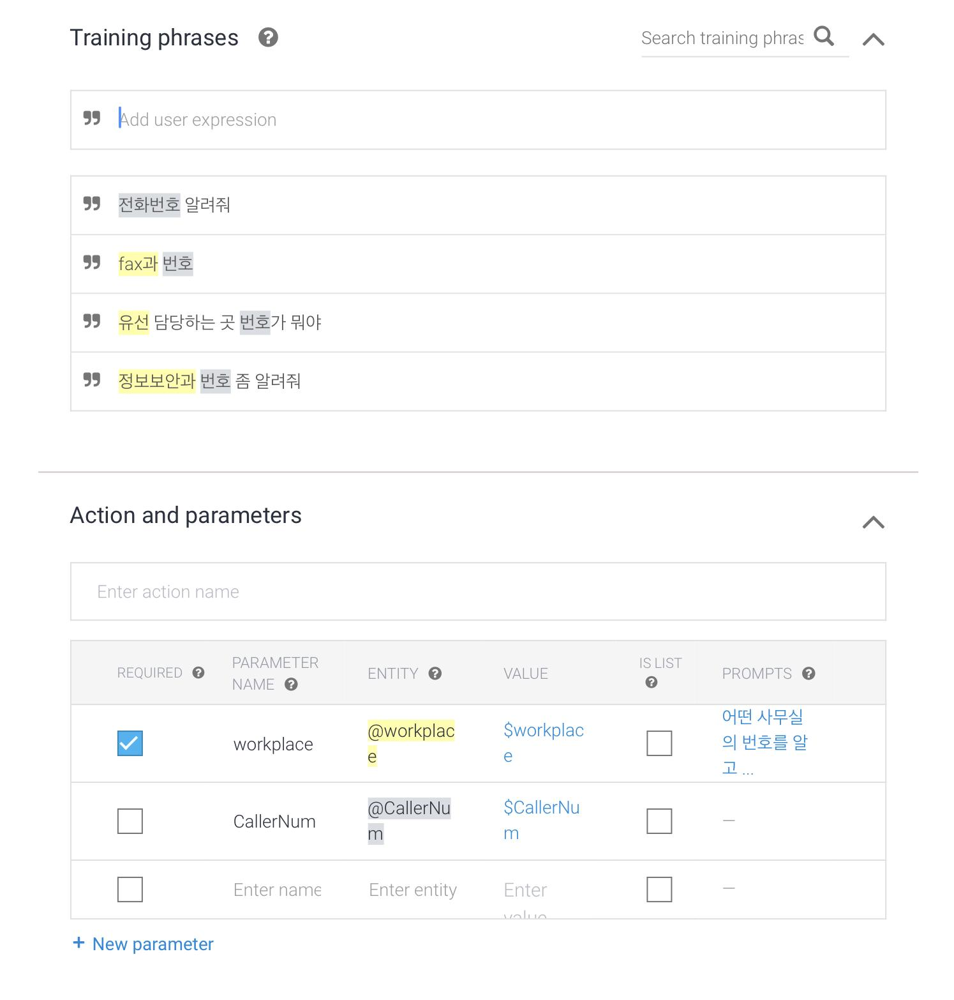 Training phrases
Search training phras
Add user expression
전화번호 알려줘
fax과 번호
유선 담당하는 곳 번호가 뭐야
정보보안과 번호 좀 알려줘
Action and parameters
Enter action name
REQUIRED
PARAMETER
NAME
ENTITY
VALUE
IS LIST
PROMPTS
workplace
@workplac
e
$workplac
e
어떤 사무실
의 번호를 알
고 ...
CallerNum
@CallerNu
m
$CallerNu
m
–
Enter name
Enter entity
Enter
value
–
+ New parameter